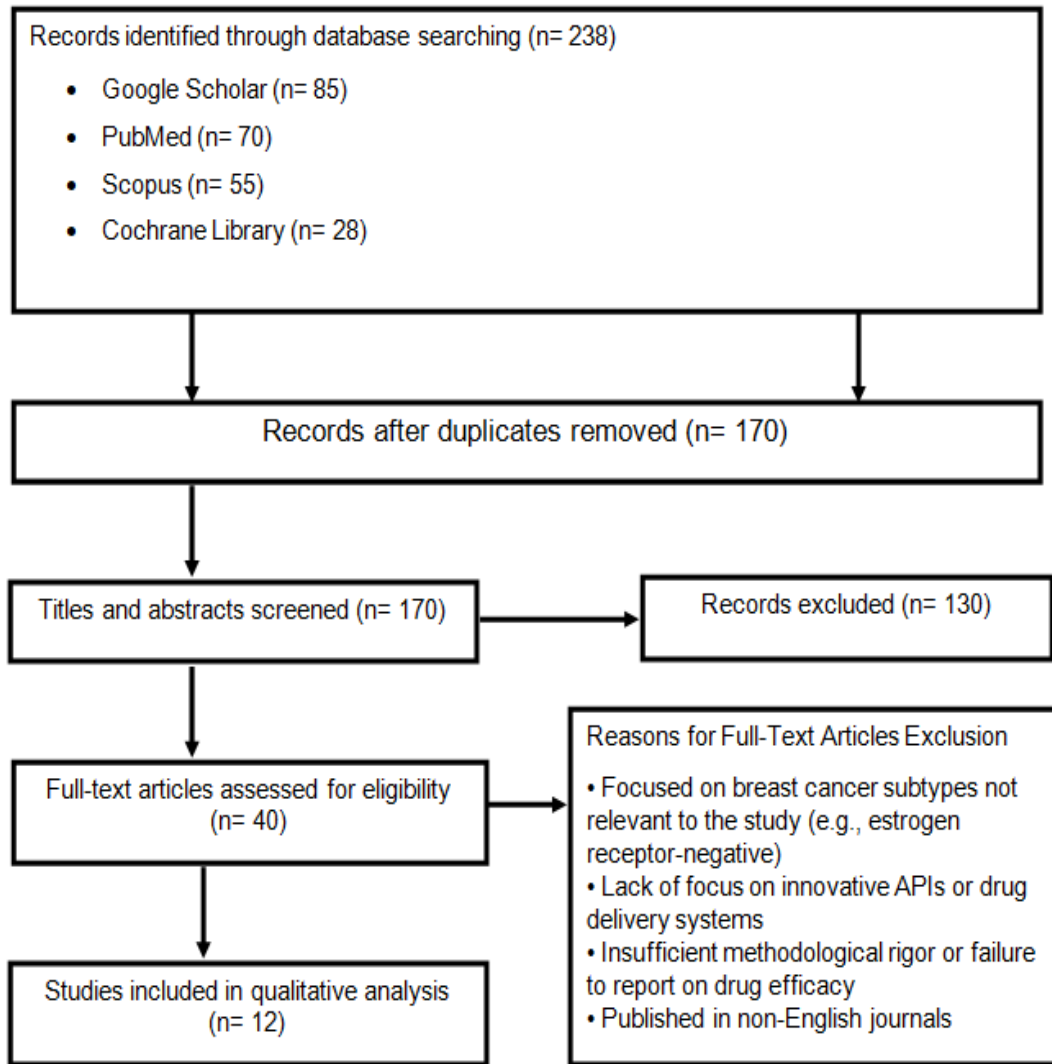 Records identified through database searching (n= 238)
• Google Scholar (n= 85)
• PubMed (n= 70)
• Scopus (n= 55)
• Cochrane Library (n= 28)
Records after duplicates removed (n= 170)
Titles and abstracts screened (n= 170)
Records excluded (n= 130)
Full-text articles assessed for eligibility
(n= 40)
Reasons for Full-Text Articles Exclusion
• Focused on breast cancer subtypes not
relevant to the study (e.g., estrogen
receptor-negative)
• Lack of focus on innovative APIs or drug
delivery systems
• Insufficient methodological rigor or failure
to report on drug efficacy
• Published in non-English journals
Studies included in qualitative analysis
(n= 12)